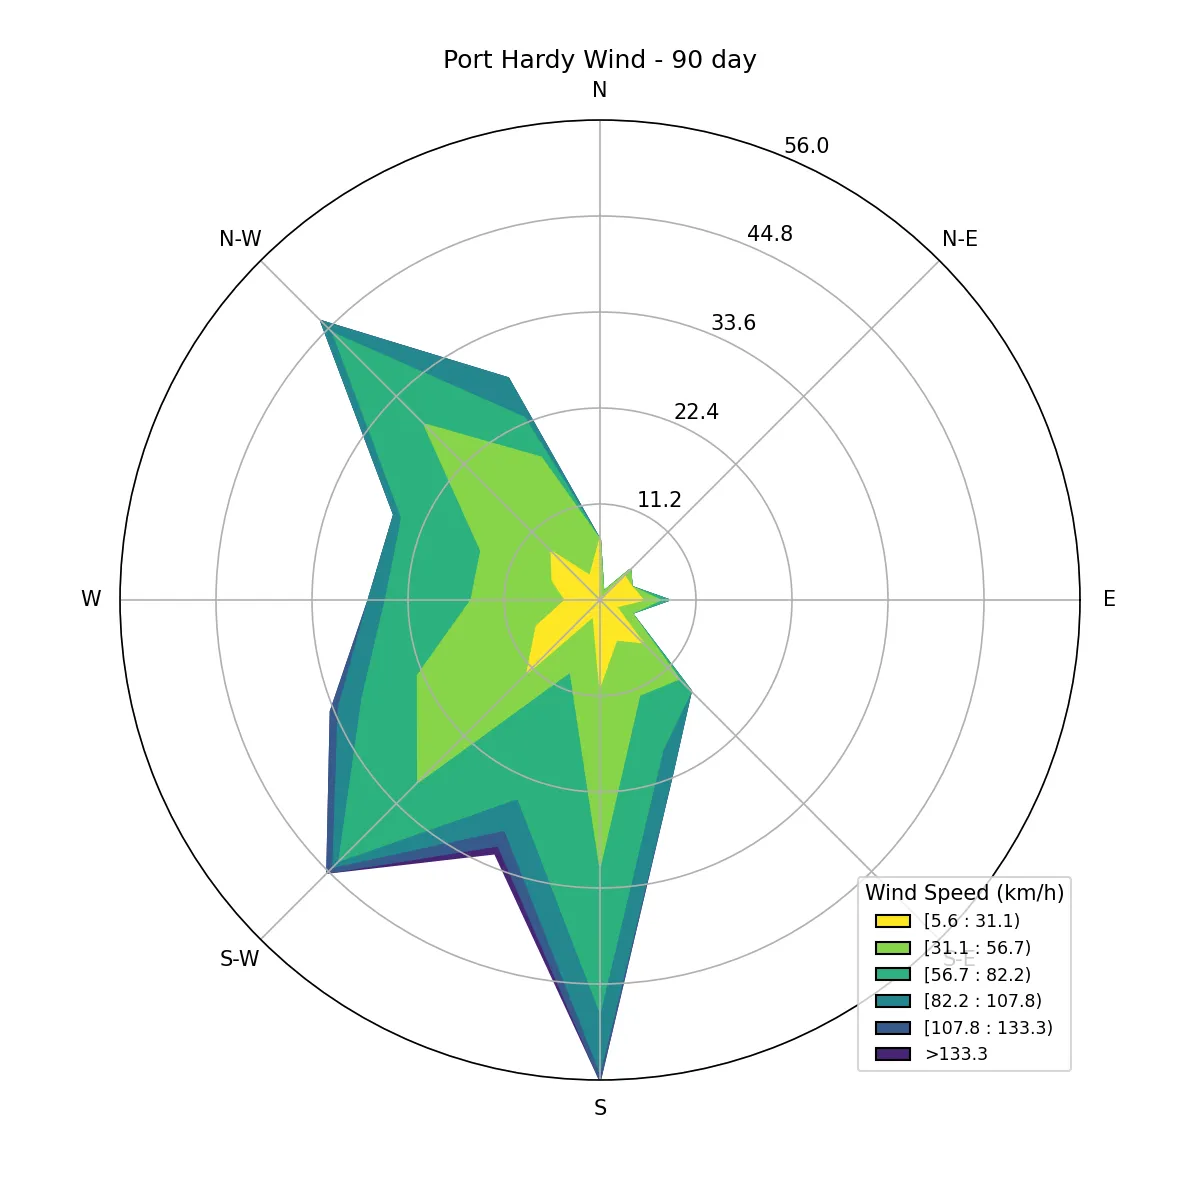 Port Hardy Wind - 90 day
N
56.0
44.8
N-W
N-E
33.6
22.4
11.2
W
E
S-W
S-E
S
Wind Speed (km/h)
[5.6 : 31.1)
[31.1 : 56.7)
[56.7 : 82.2)
[82.2 : 107.8)
[107.8 : 133.3)
>133.3